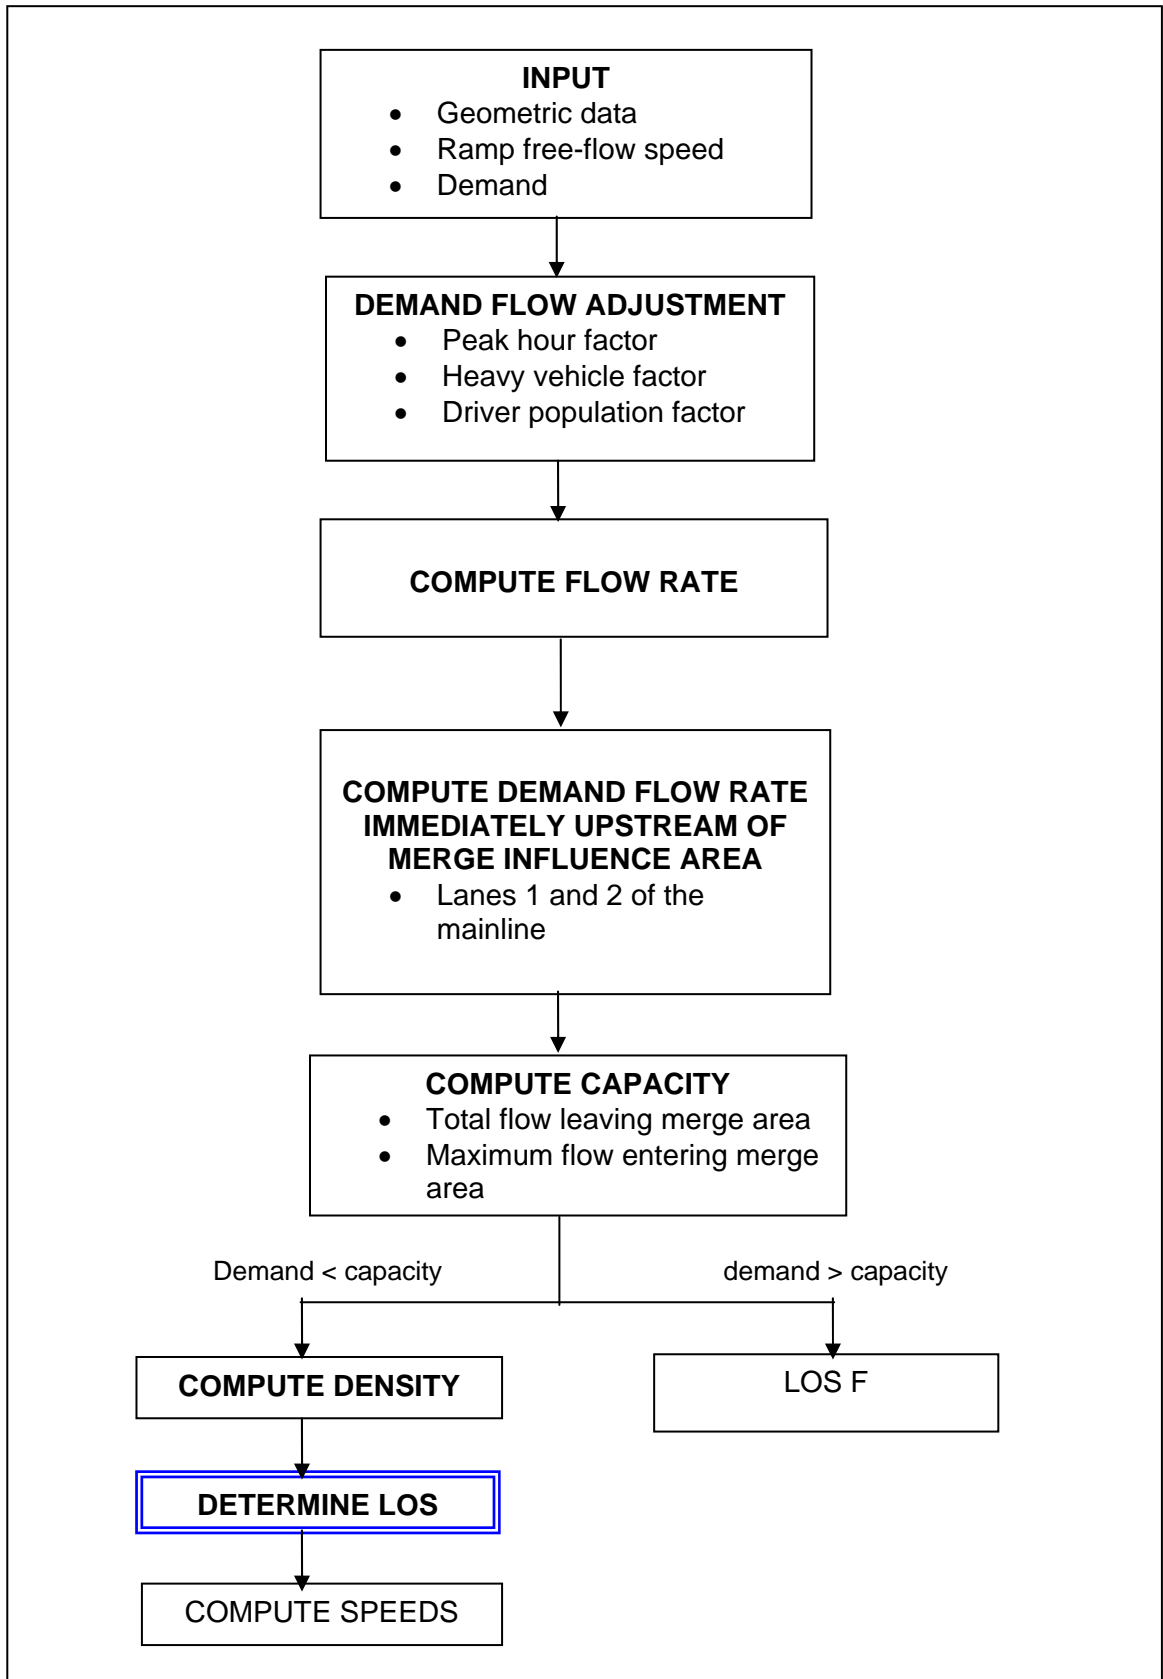 INPUT
• Geometric data
• Ramp free-flow speed
• Demand
DEMAND FLOW ADJUSTMENT
• Peak hour factor
• Heavy vehicle factor
• Driver population factor
COMPUTE FLOW RATE
COMPUTE DEMAND FLOW RATE
IMMEDIATELY UPSTREAM OF
MERGE INFLUENCE AREA
• Lanes 1 and 2 of the
mainline
COMPUTE CAPACITY
• Total flow leaving merge area
• Maximum flow entering merge
area
Demand < capacity
demand > capacity
COMPUTE DENSITY
LOS F
DETERMINE LOS
COMPUTE SPEEDS